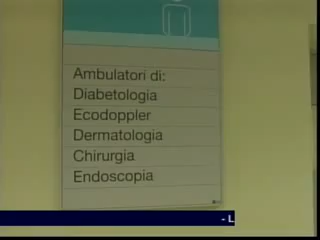 Ambulatori di:
Diabetologia
Ecodoppler
Dermatologia
Chirurgia
Endoscopia
- L